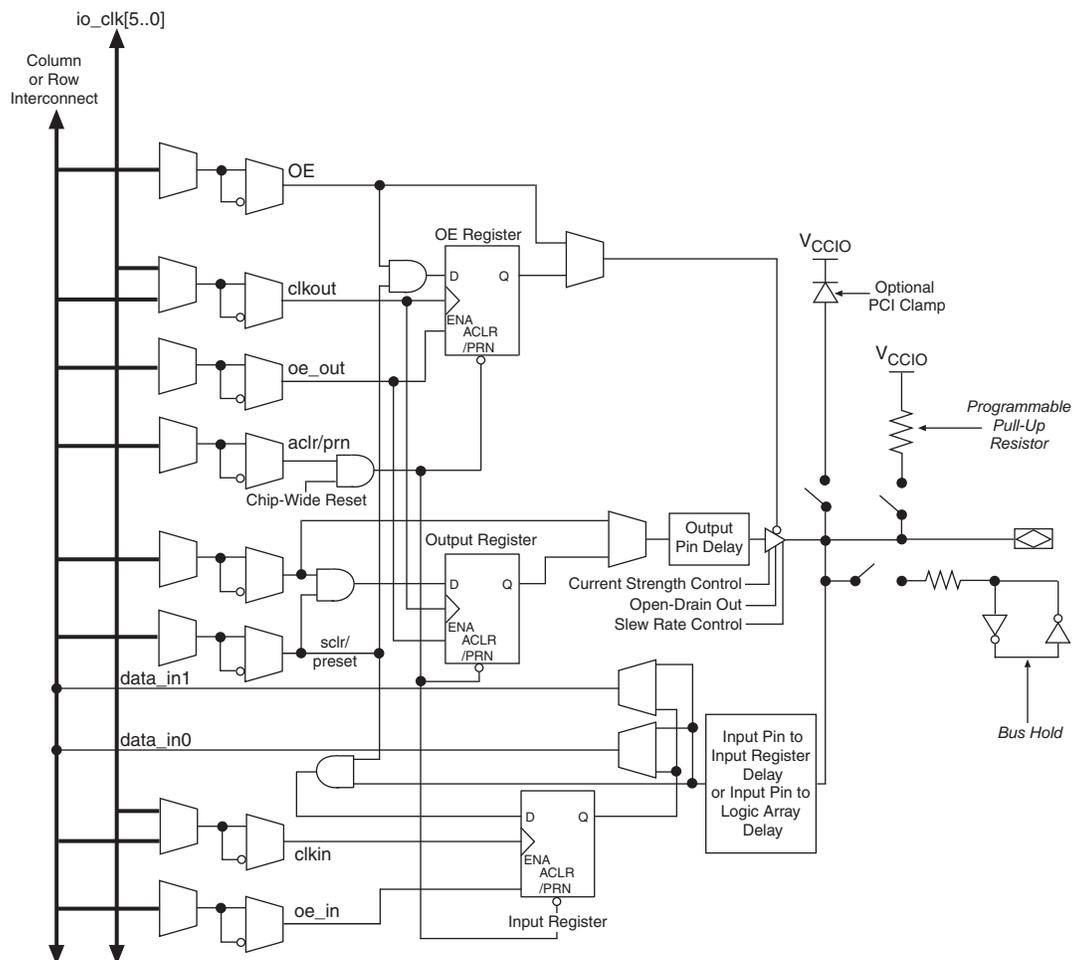 io_clk[5..0]
Column
or Row
Interconnect
OE
OE Register
D
Q
ENA
ACLR
/PRN
clkout
oe_out
aclr/prn
Chip-Wide Reset
VCCIO
Optional
PCI Clamp
VCCIO
Programmable
Pull-Up
Resistor
Output Register
D
Q
ENA
ACLR
/PRN
Output
Pin Delay
Current Strength Control
Open-Drain Out
Slew Rate Control
sclr/
preset
data_in1
data_in0
Bus Hold
Input Pin to
Input Register
Delay
or Input Pin to
Logic Array
Delay
D
Q
ENA
ACLR
/PRN
clkin
oe_in
Input Register